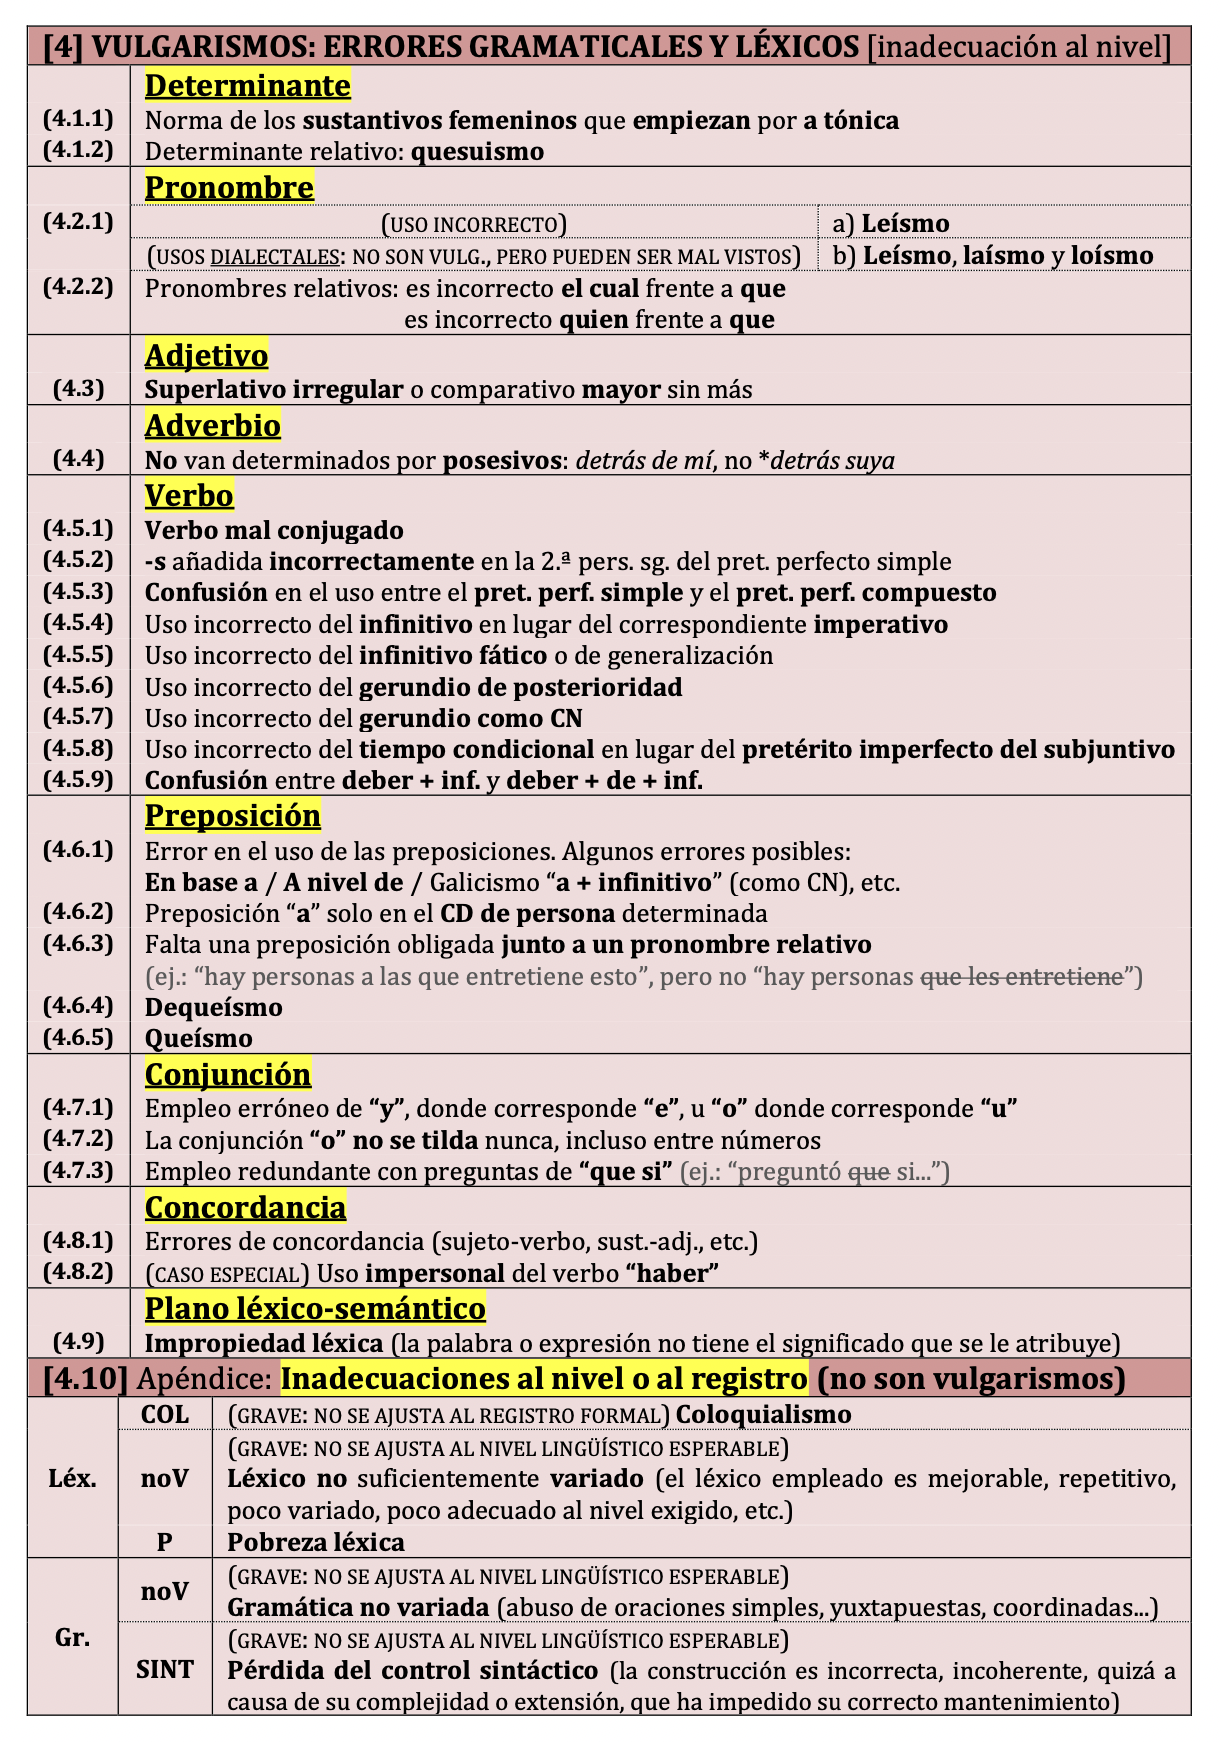 [4] VULGARISMOS: ERRORES GRAMATICALES Y LÉXICOS [inadecuación al nivel]
Determinante
(4.1.1) Norma de los sustantivos femeninos que empiezan por a tónica
(4.1.2) Determinante relativo: quesuismo
Pronombre
(4.2.1) (USO INCORRECTO) a) Leísmo
(USOS DIALECTALES: NO SON VULG., PERO PUEDEN SER MAL VISTOS) b) Leísmo, laísmo y loísmo
(4.2.2) Pronombres relativos: es incorrecto el cual frente a que
es incorrecto quien frente a que
Adjetivo
(4.3) Superlativo irregular o comparativo mayor sin más
Adverbio
(4.4) No van determinados por posesivos: detrás de mí, no *detrás suya
Verbo
(4.5.1) Verbo mal conjugado
(4.5.2) -s añadida incorrectamente en la 2.ª pers. sg. del pret. perfecto simple
(4.5.3) Confusión en el uso entre el pret. perf. simple y el pret. perf. compuesto
(4.5.4) Uso incorrecto del infinitivo en lugar del correspondiente imperativo
(4.5.5) Uso incorrecto del infinitivo fático o de generalización
(4.5.6) Uso incorrecto del gerundio de posterioridad
(4.5.7) Uso incorrecto del gerundio como CN
(4.5.8) Uso incorrecto del tiempo condicional en lugar del pretérito imperfecto del subjuntivo
(4.5.9) Confusión entre deber + inf. y deber + de + inf.
Preposición
(4.6.1) Error en el uso de las preposiciones. Algunos errores posibles:
En base a / A nivel de / Galicismo “a + infinitivo” (como CN), etc.
(4.6.2) Preposición “a” solo en el CD de persona determinada
(4.6.3) Falta una preposición obligada junto a un pronombre relativo
(ej.: “hay personas a las que entretiene esto”, pero no “hay personas que les entretiene”)
(4.6.4) Dequeísmo
(4.6.5) Queísmo
Conjunción
(4.7.1) Empleo erróneo de “y”, donde corresponde “e”, u “o” donde corresponde “u”
(4.7.2) La conjunción “o” no se tilda nunca, incluso entre números
(4.7.3) Empleo redundante con preguntas de “que si” (ej.: “preguntó que si...”)
Concordancia
(4.8.1) Errores de concordancia (sujeto-verbo, sust.-adj., etc.)
(4.8.2) (CASO ESPECIAL) Uso impersonal del verbo “haber”
Plano léxico-semántico
(4.9) Impropiedad léxica (la palabra o expresión no tiene el significado que se le atribuye)
[4.10] Apéndice: Inadecuaciones al nivel o al registro (no son vulgarismos)
COL (GRAVE: NO SE AJUSTA AL REGISTRO FORMAL) Coloquialismo
(GRAVE: NO SE AJUSTA AL NIVEL LINGÜÍSTICO ESPERABLE)
Léx. noV Léxico no suficientemente variado (el léxico empleado es mejorable, repetitivo,
poco variado, poco adecuado al nivel exigido, etc.)
P Pobreza léxica
noV (GRAVE: NO SE AJUSTA AL NIVEL LINGÜÍSTICO ESPERABLE)
Gramática no variada (abuso de oraciones simples, yuxtapuestas, coordinadas...)
Gr. (GRAVE: NO SE AJUSTA AL NIVEL LINGÜÍSTICO ESPERABLE)
SINT Pérdida del control sintáctico (la construcción es incorrecta, incoherente, quizá a
causa de su complejidad o extensión, que ha impedido su correcto mantenimiento)